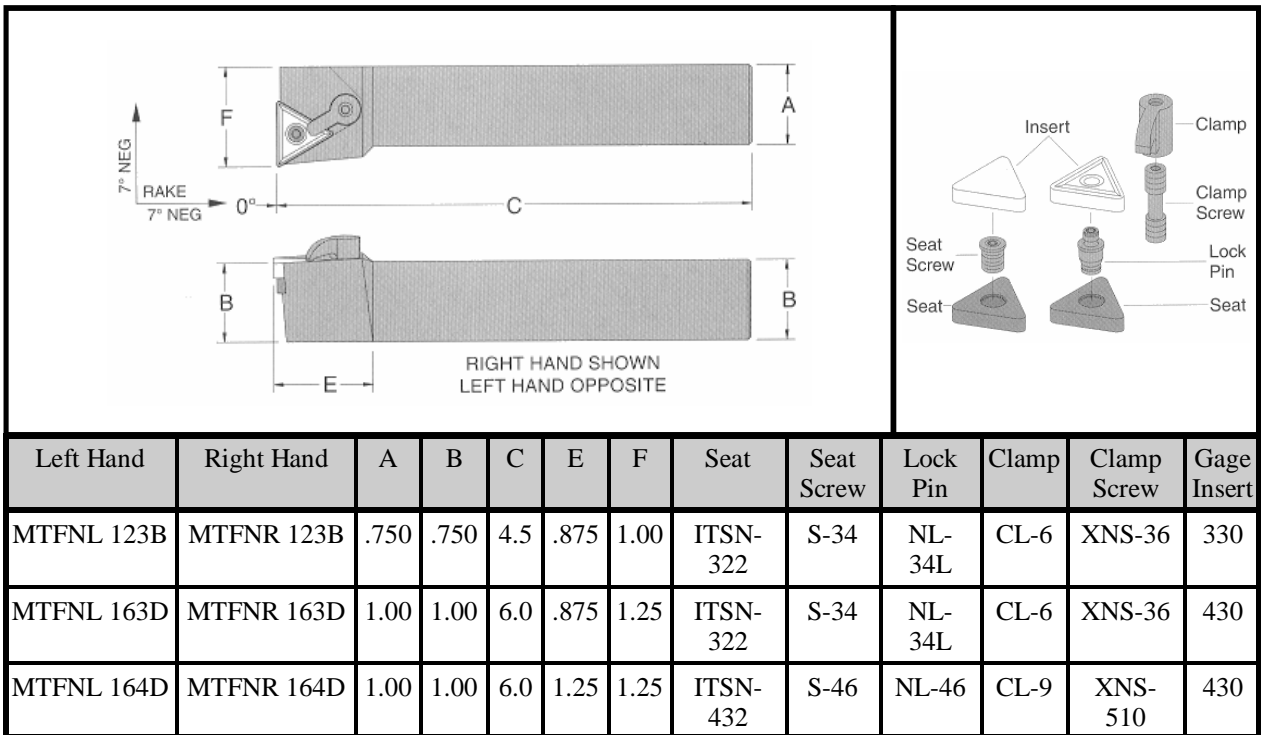 F
A
7° NEG
RAKE
7° NEG
0°
C
B
B
E
RIGHT HAND SHOWN
LEFT HAND OPPOSITE
Insert
Clamp
Clamp
Screw
Seat
Screw
Lock
Pin
Seat
Seat
Left Hand Right Hand A B C E F Seat Seat Screw Lock Pin Clamp Clamp Screw Gage Insert
MTFNL 123B MTFNR 123B .750 .750 4.5 .875 1.00 ITSN-322 S-34 NL-34L CL-6 XNS-36 330
MTFNL 163D MTFNR 163D 1.00 1.00 6.0 .875 1.25 ITSN-322 S-34 NL-34L CL-6 XNS-36 430
MTFNL 164D MTFNR 164D 1.00 1.00 6.0 1.25 1.25 ITSN-432 S-46 NL-46 CL-9 XNS-510 430